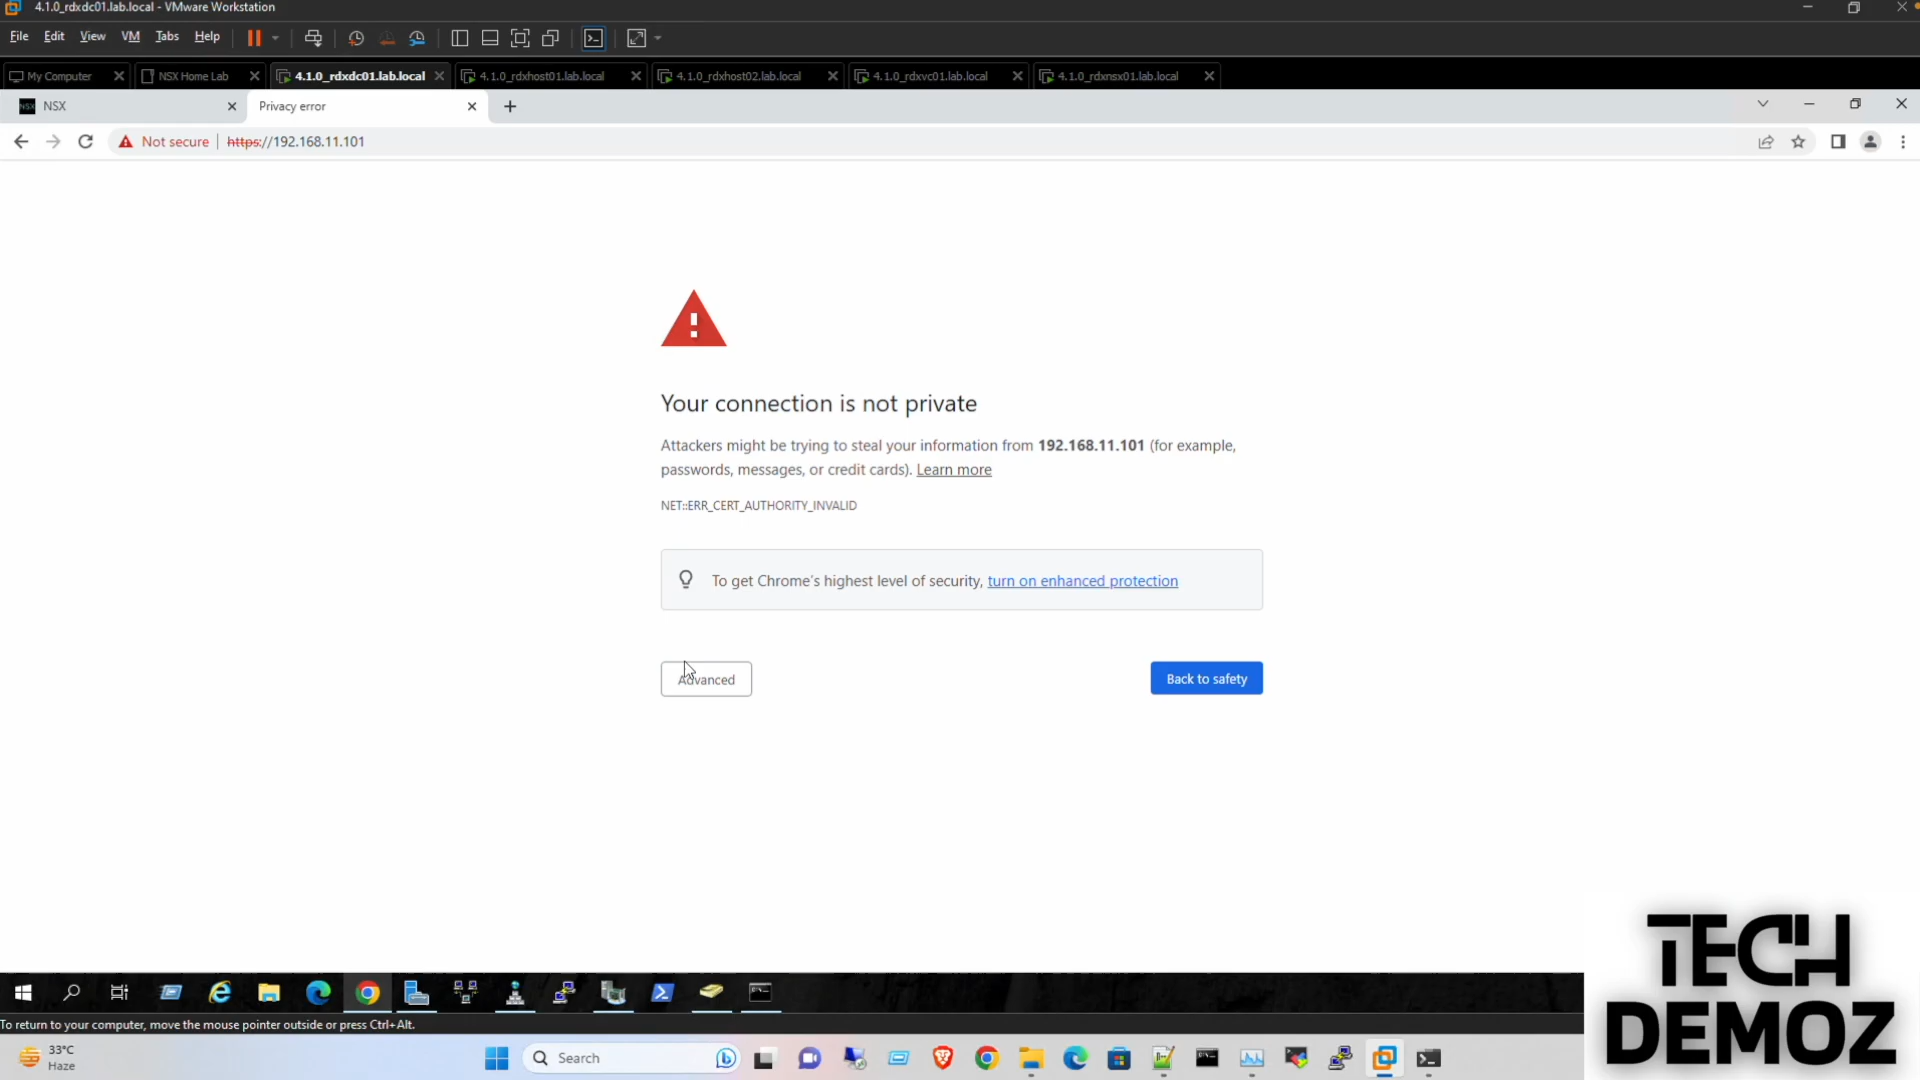 4.1.0_rdxdc01.lab.local - VMware Workstation
File Edit View VM Tabs Help
My Computer NSX Home Lab 4.1.0_rdxdc01.lab.local 4.1.0_rdxhost01.lab.local 4.1.0_rdxhost02.lab.local 4.1.0_rdxvc01.lab.local 4.1.0_rdxnsx01.lab.local
NSX NSX Privacy error
Not secure https://192.168.11.101
Your connection is not private
Attackers might be trying to steal your information from 192.168.11.101 (for example,
passwords, messages, or credit cards). Learn more
NET::ERR_CERT_AUTHORITY_INVALID
To get Chrome's highest level of security, turn on enhanced protection
Advanced
Back to safety
To return to your computer, move the mouse pointer outside or press Ctrl+Alt.
33°C
Haze
Search
TECH
DEMOZ